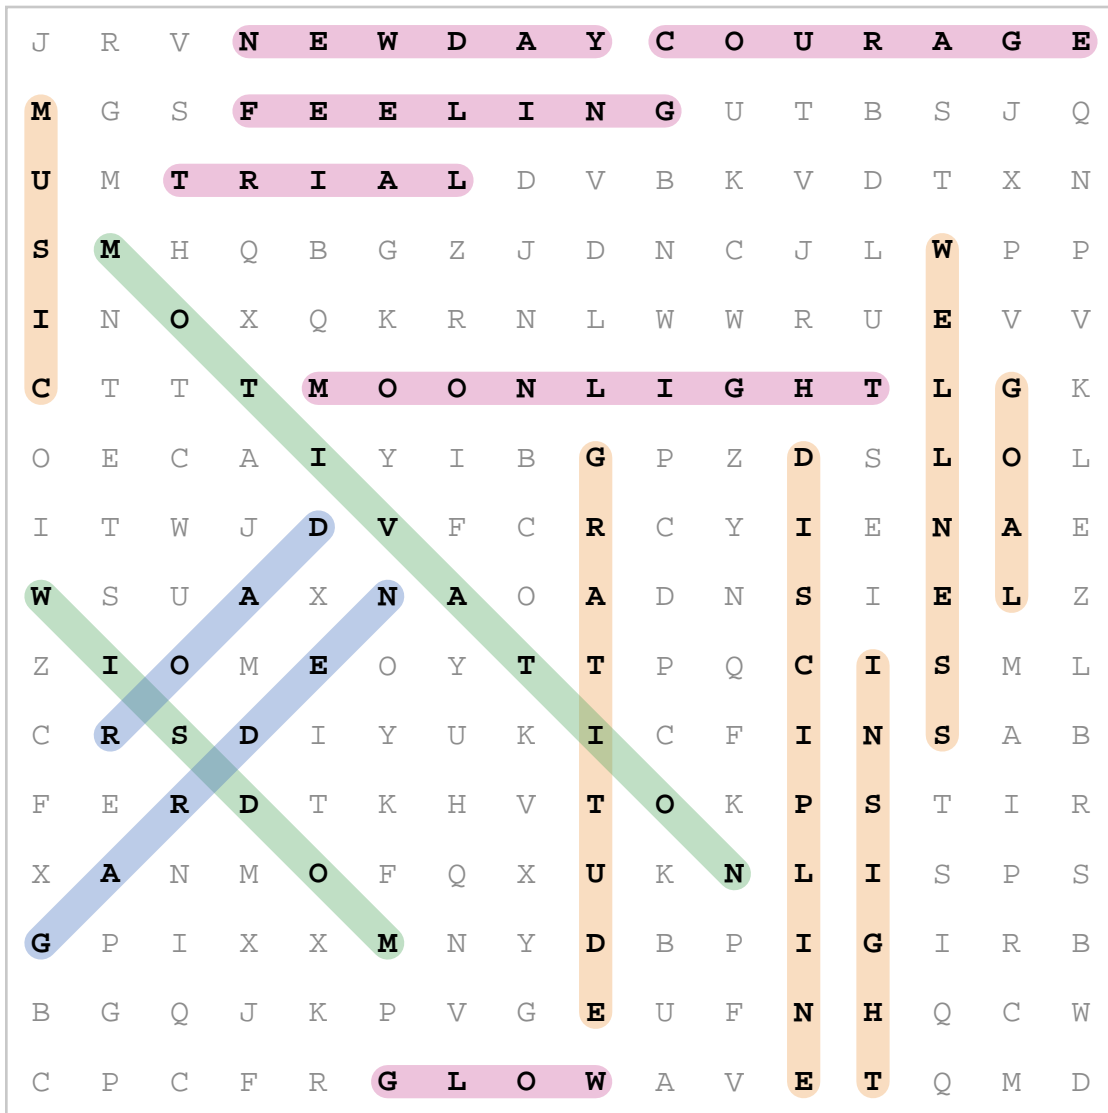 J R V N E W D A Y C O U R A G E
M G S F E E L I N G U T B S J Q
U M T R I A L D V B K V D T X N
S M H Q B G Z J D N C J L W P P
I N O X Q K R N L W W R U E V V
C T T T M O O N L I G H T L G K
O E C A I Y I B G P Z D S L O L
I T W J D V F C R C Y I E N A E
W S U A X N A O A D N S I E L Z
Z I O M E O Y T T P Q C I S M L
C R S D I Y U K I C F I N S A B
F E R D T K H V T O K P S T I R
X A N M O F Q X U K N L I S P S
G P I X X M N Y D B P I G I R B
B G Q J K P V G E U F N H Q C W
C P C F R G L O W A V E T Q M D